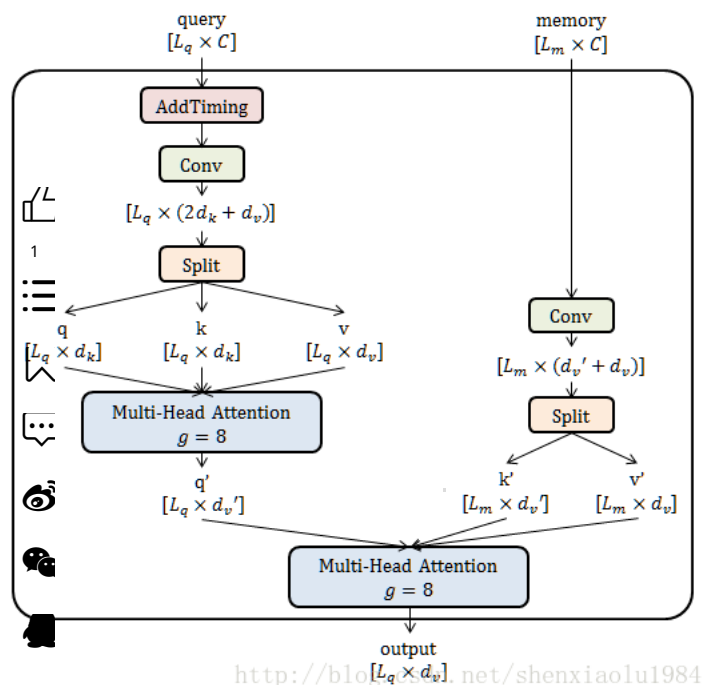 query
[L_q × C]
memory
[L_m × C]
AddTiming
Conv
[L_q × (2d_k + d_v)]
Split
q
[L_q × d_k]
k
[L_q × d_k]
v
[L_q × d_v]
1
Multi-Head Attention
g = 8
q'
[L_q × d_v']
Conv
[L_m × (d_v' + d_v)]
Split
k'
[L_m × d_v']
v'
[L_m × d_v]
Multi-Head Attention
g = 8
output
[L_q × d_v]
http://blog.csdn.net/shenxiaolu1984